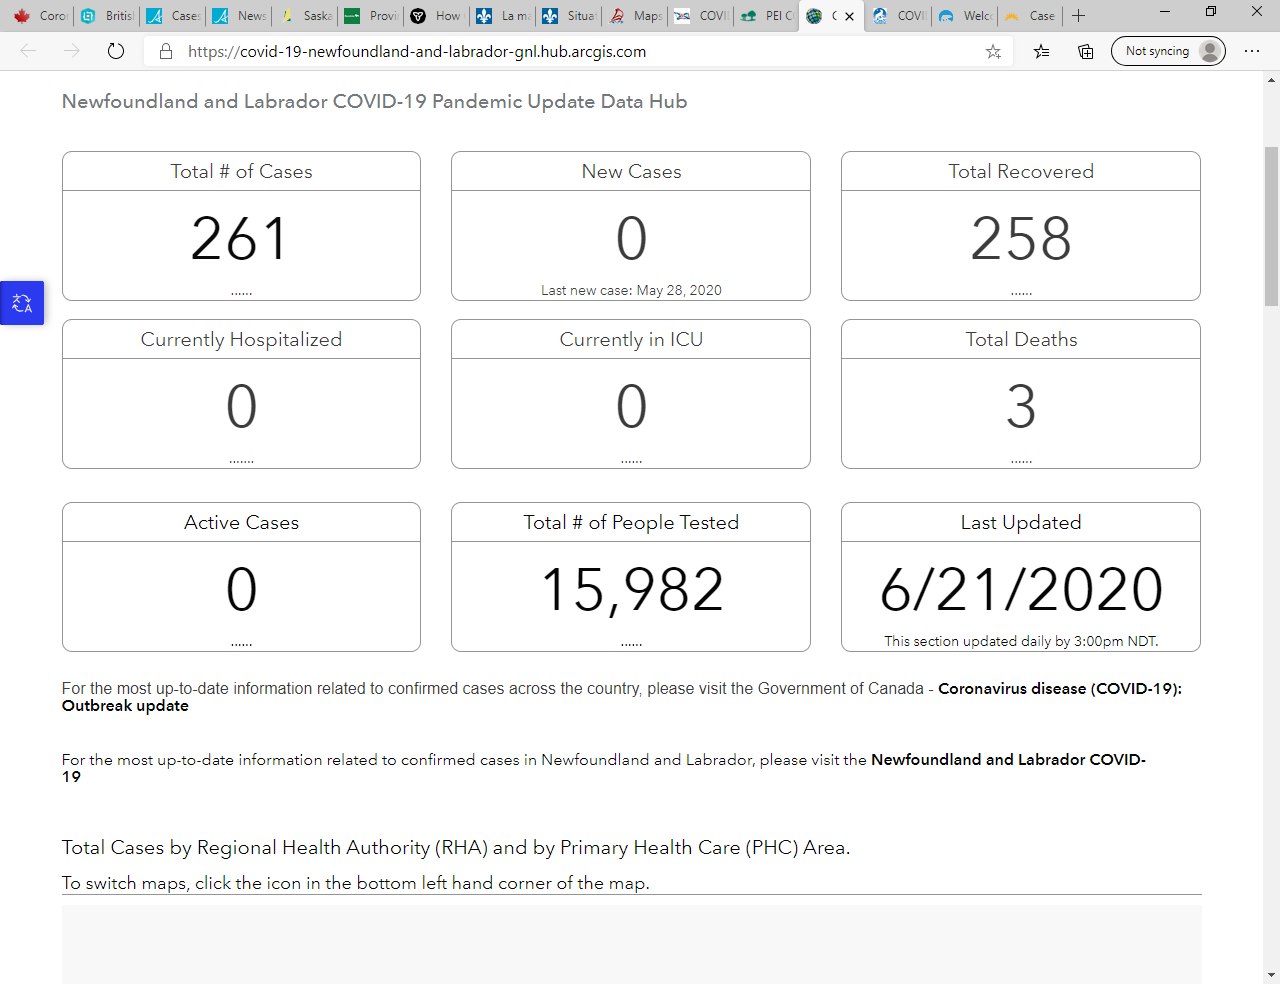 Coror
Britisl
Cases
News
Saska
Provi
How
La ma
Situat
Maps
COVI
PEI C
C
COVI
Welc
Case
https://covid-19-newfoundland-and-labrador-gnl.hub.arcgis.com
Not syncing
Newfoundland and Labrador COVID-19 Pandemic Update Data Hub
Total # of Cases
261
......
New Cases
0
Last new case: May 28, 2020
Total Recovered
258
......
A
Currently Hospitalized
0
.......
Currently in ICU
0
......
Total Deaths
3
......
Active Cases
0
......
Total # of People Tested
15,982
......
Last Updated
6/21/2020
This section updated daily by 3:00pm NDT.
For the most up-to-date information related to confirmed cases across the country, please visit the Government of Canada - Coronavirus disease (COVID-19):
Outbreak update
For the most up-to-date information related to confirmed cases in Newfoundland and Labrador, please visit the Newfoundland and Labrador COVID-
19
Total Cases by Regional Health Authority (RHA) and by Primary Health Care (PHC) Area.
To switch maps, click the icon in the bottom left hand corner of the map.